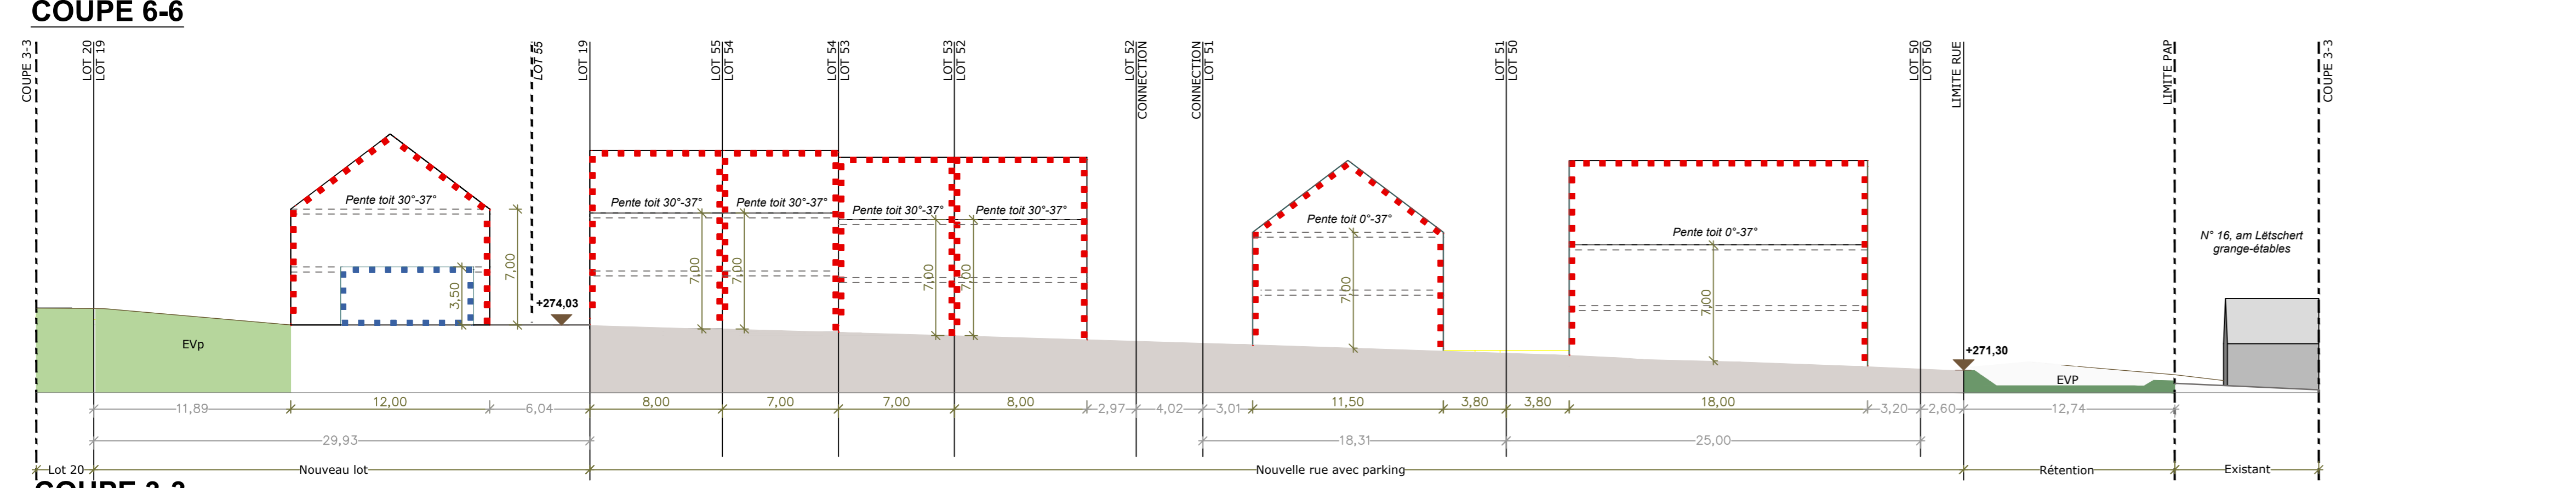 COUPE 6-6
COUPE 3-3
LOT 20
LOT 19
LOT 55
LOT 19
LOT 55
LOT 54
LOT 54
LOT 53
LOT 53
LOT 52
LOT 52
CONNECTION
CONNECTION
LOT 51
LOT 51
LOT 50
LOT 50
LOT 50
LIMITE RUE
LIMITE PAP
COUPE 3-3
Pente toit 30°-37°
Pente toit 30°-37°
Pente toit 30°-37°
Pente toit 30°-37°
Pente toit 30°-37°
Pente toit 0°-37°
Pente toit 0°-37°
N° 16, am Lëtschert
grange-étables
3,50
7,00
7,00
7,00
7,00
7,00
7,00
7,00
+274,03
+271,30
EVp
EVP
11,89
12,00
6,04
8,00
7,00
7,00
8,00
2,97
4,02
3,01
11,50
3,80
3,80
18,00
3,20
2,60
12,74
29,93
18,31
25,00
Lot 20
Nouveau lot
Nouvelle rue avec parking
Rétention
Existant